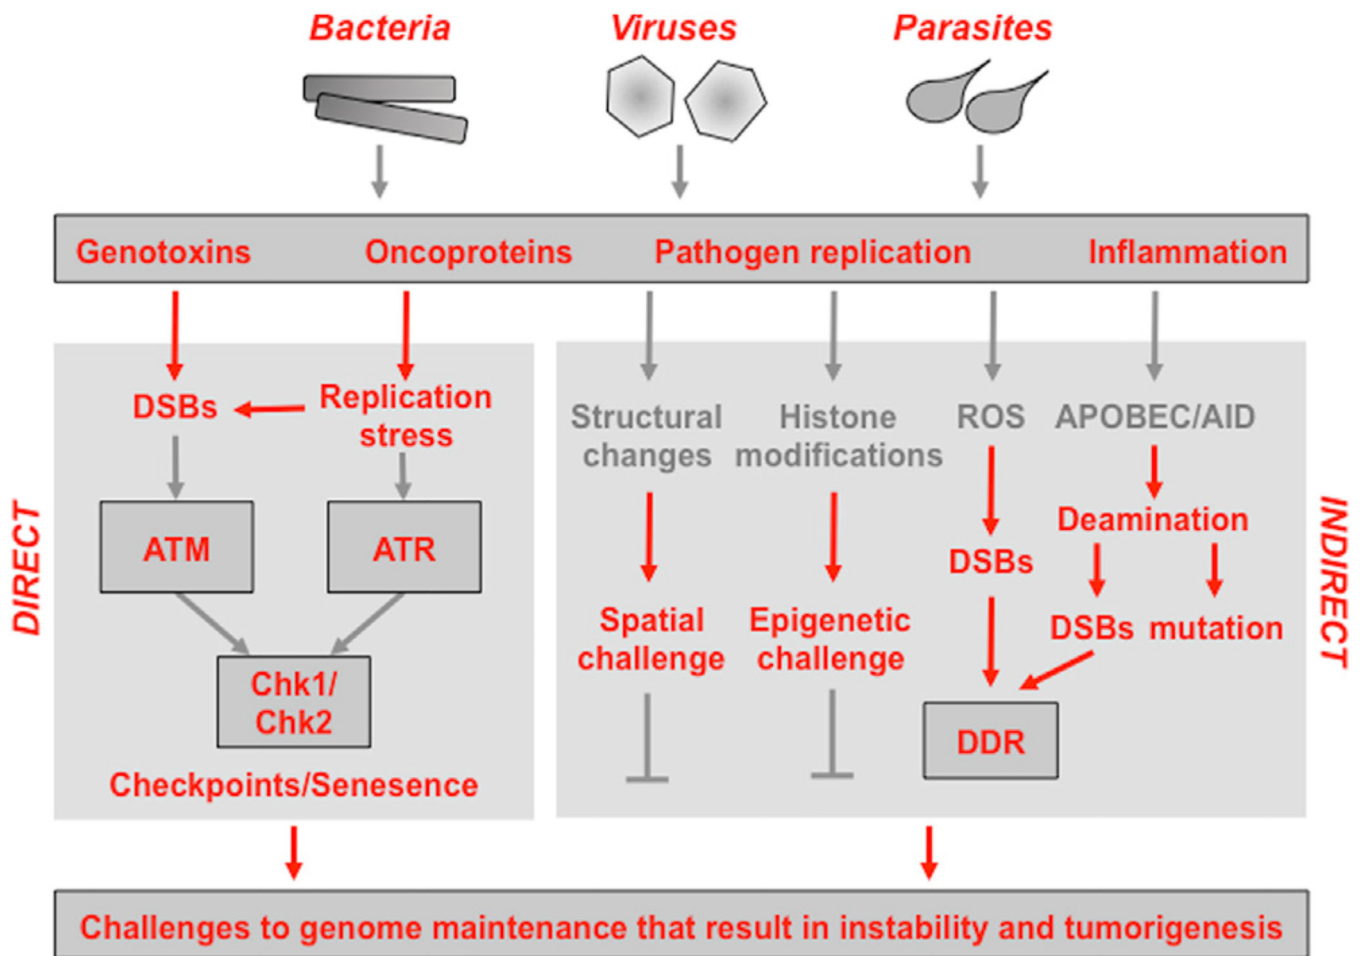 Bacteria
Viruses
Parasites
Genotoxins
Oncoproteins
Pathogen replication
Inflammation
DIRECT
DSBs
Replication
stress
ATM
ATR
Chk1/
Chk2
Checkpoints/Senesence
Structural
changes
Histone
modifications
ROS
APOBEC/AID
Spatial
challenge
Epigenetic
challenge
DSBs
Deamination
DSBs
mutation
DDR
INDIRECT
Challenges to genome maintenance that result in instability and tumorigenesis